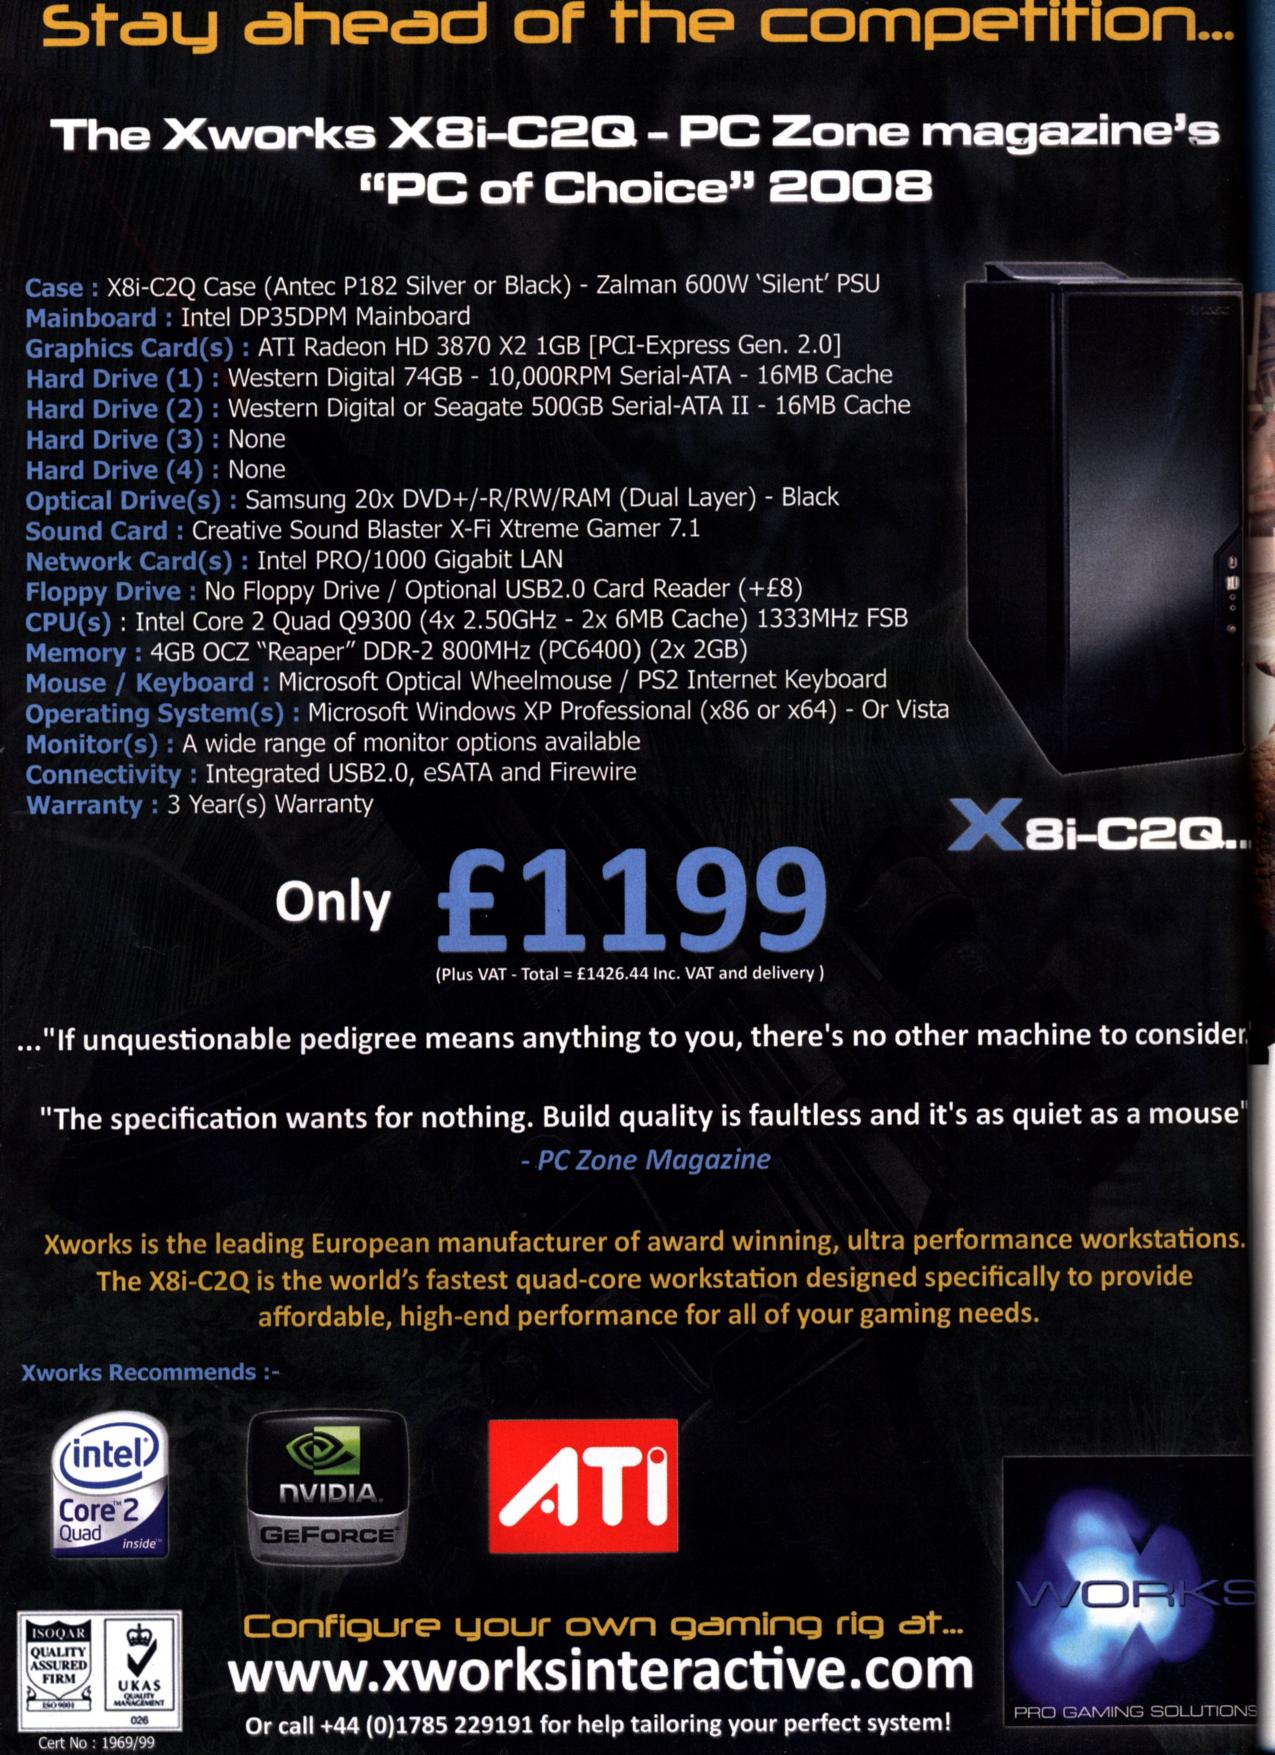 Stay ahead of the competition...
The Xworks X8i-C2Q - PC Zone magazine's
"PC of Choice" 2008
Case : X8i-C2Q Case (Antec P182 Silver or Black) - Zalman 600W 'Silent' PSU
Mainboard : Intel DP35DPM Mainboard
Graphics Card(s) : ATI Radeon HD 3870 X2 1GB [PCI-Express Gen. 2.0]
Hard Drive (1) : Western Digital 74GB - 10,000RPM Serial-ATA - 16MB Cache
Hard Drive (2) : Western Digital or Seagate 500GB Serial-ATA II - 16MB Cache
Hard Drive (3) : None
Hard Drive (4) : None
Optical Drive(s) : Samsung 20x DVD+/-R/RW/RAM (Dual Layer) - Black
Sound Card : Creative Sound Blaster X-Fi Xtreme Gamer 7.1
Network Card(s) : Intel PRO/1000 Gigabit LAN
Floppy Drive : No Floppy Drive / Optional USB2.0 Card Reader (+£8)
CPU(s) : Intel Core 2 Quad Q9300 (4x 2.50GHz - 2x 6MB Cache) 1333MHz FSB
Memory : 4GB OCZ "Reaper" DDR-2 800MHz (PC6400) (2x 2GB)
Mouse / Keyboard : Microsoft Optical Wheelmouse / PS2 Internet Keyboard
Operating System(s) : Microsoft Windows XP Professional (x86 or x64) - Or Vista
Monitor(s) : A wide range of monitor options available
Connectivity : Integrated USB2.0, eSATA and Firewire
Warranty : 3 Year(s) Warranty
X8i-C2Q...
Only £1199
(Plus VAT - Total = £1426.44 Inc. VAT and delivery )
..."If unquestionable pedigree means anything to you, there's no other machine to consider."
"The specification wants for nothing. Build quality is faultless and it's as quiet as a mouse"
- PC Zone Magazine
Xworks is the leading European manufacturer of award winning, ultra performance workstations.
The X8i-C2Q is the world's fastest quad-core workstation designed specifically to provide
affordable, high-end performance for all of your gaming needs.
Xworks Recommends :-
intel
Core™2
Quad
inside™
NVIDIA.
GEFORCE
ATI
WORKS
PRO GAMING SOLUTIONS
ISOQAR
QUALITY
ASSURED
FIRM
ISO 9001
UKAS
QUALITY
MANAGEMENT
026
Cert No : 1969/99
Configure your own gaming rig at...
www.xworksinteractive.com
Or call +44 (0)1785 229191 for help tailoring your perfect system!